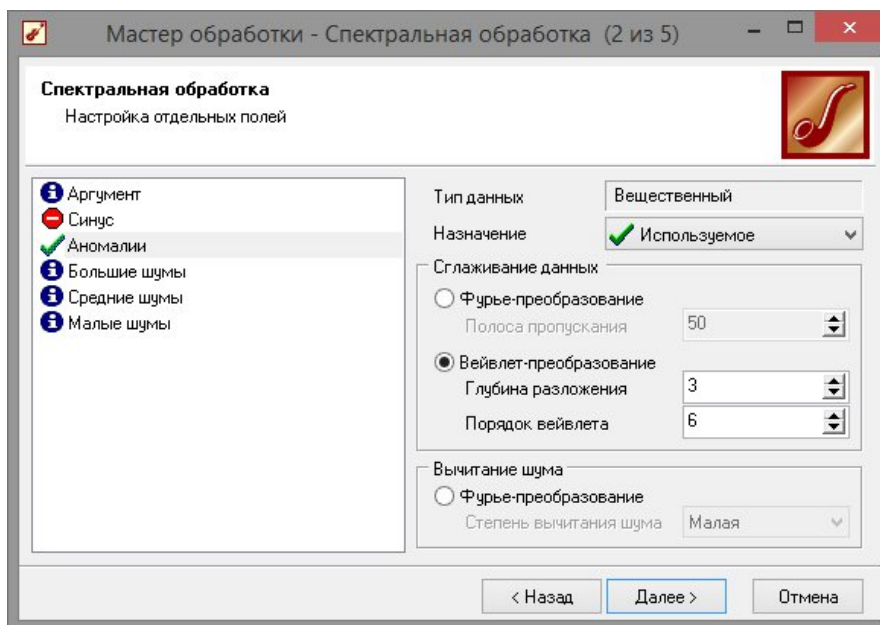 Мастер обработки - Спектральная обработка (2 из 5)
Спектральная обработка
Настройка отдельных полей
Аргумент
Синус
Аномалии
Большие шумы
Средние шумы
Малые шумы
Тип данных Вещественный
Назначение Используемое
Сглаживание данных
Фурье-преобразование
Полоса пропускания 50
Вейвлет-преобразование
Глубина разложения 3
Порядок вейвлета 6
Вычитание шума
Фурье-преобразование
Степень вычитания шума Малая
< Назад Далее > Отмена